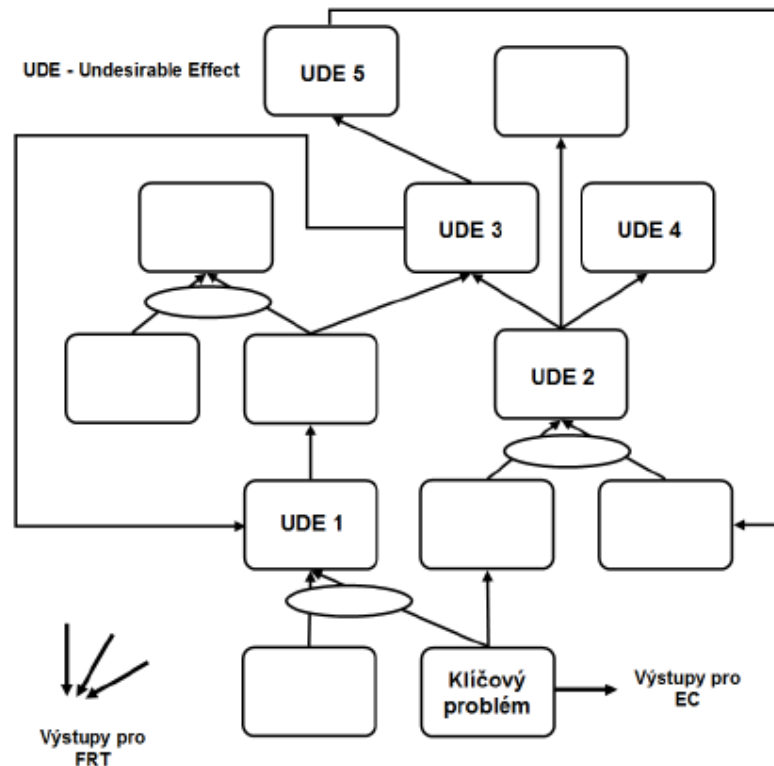 UDE - Undesirable Effect
UDE 5
UDE 3
UDE 4
UDE 2
UDE 1
Klíčový
problém
Výstupy pro
EC
Výstupy pro
FRT